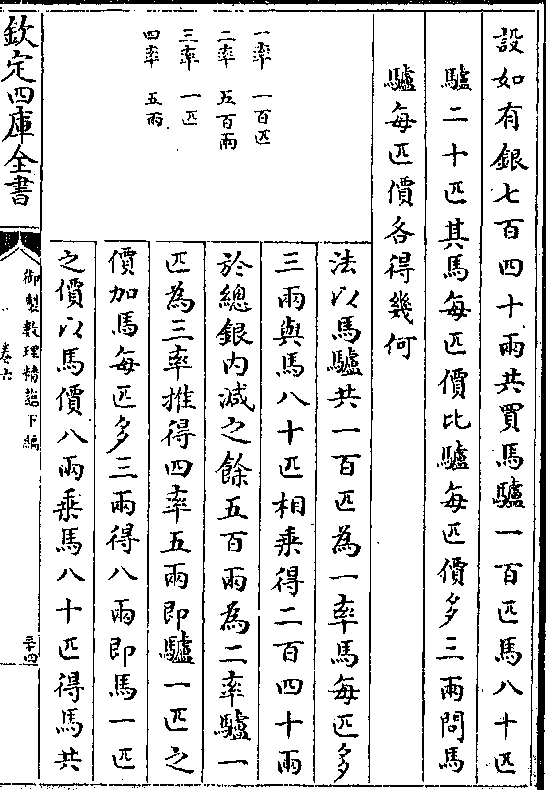 設如有銀七百四十兩共買馬驢一百匹馬八十匹
驢二十匹其馬每匹價比驢每匹價多三兩問馬
驢每匹價各得幾何
法以馬驢共一百匹為一率馬每匹多
三兩與馬八十匹相乘得二百四十兩
於總銀內減之餘五百兩為二率驢一
匹為三率推得四率五兩即驢一匹之
價加馬每匹多三兩得八兩即馬一匹
之價以馬價八兩乘馬八十匹得馬共
一率 一百匹
二率 五百兩
三率 一匹
四率 五兩
欽定四庫全書
御製數理精蘊下編
卷六
三十四